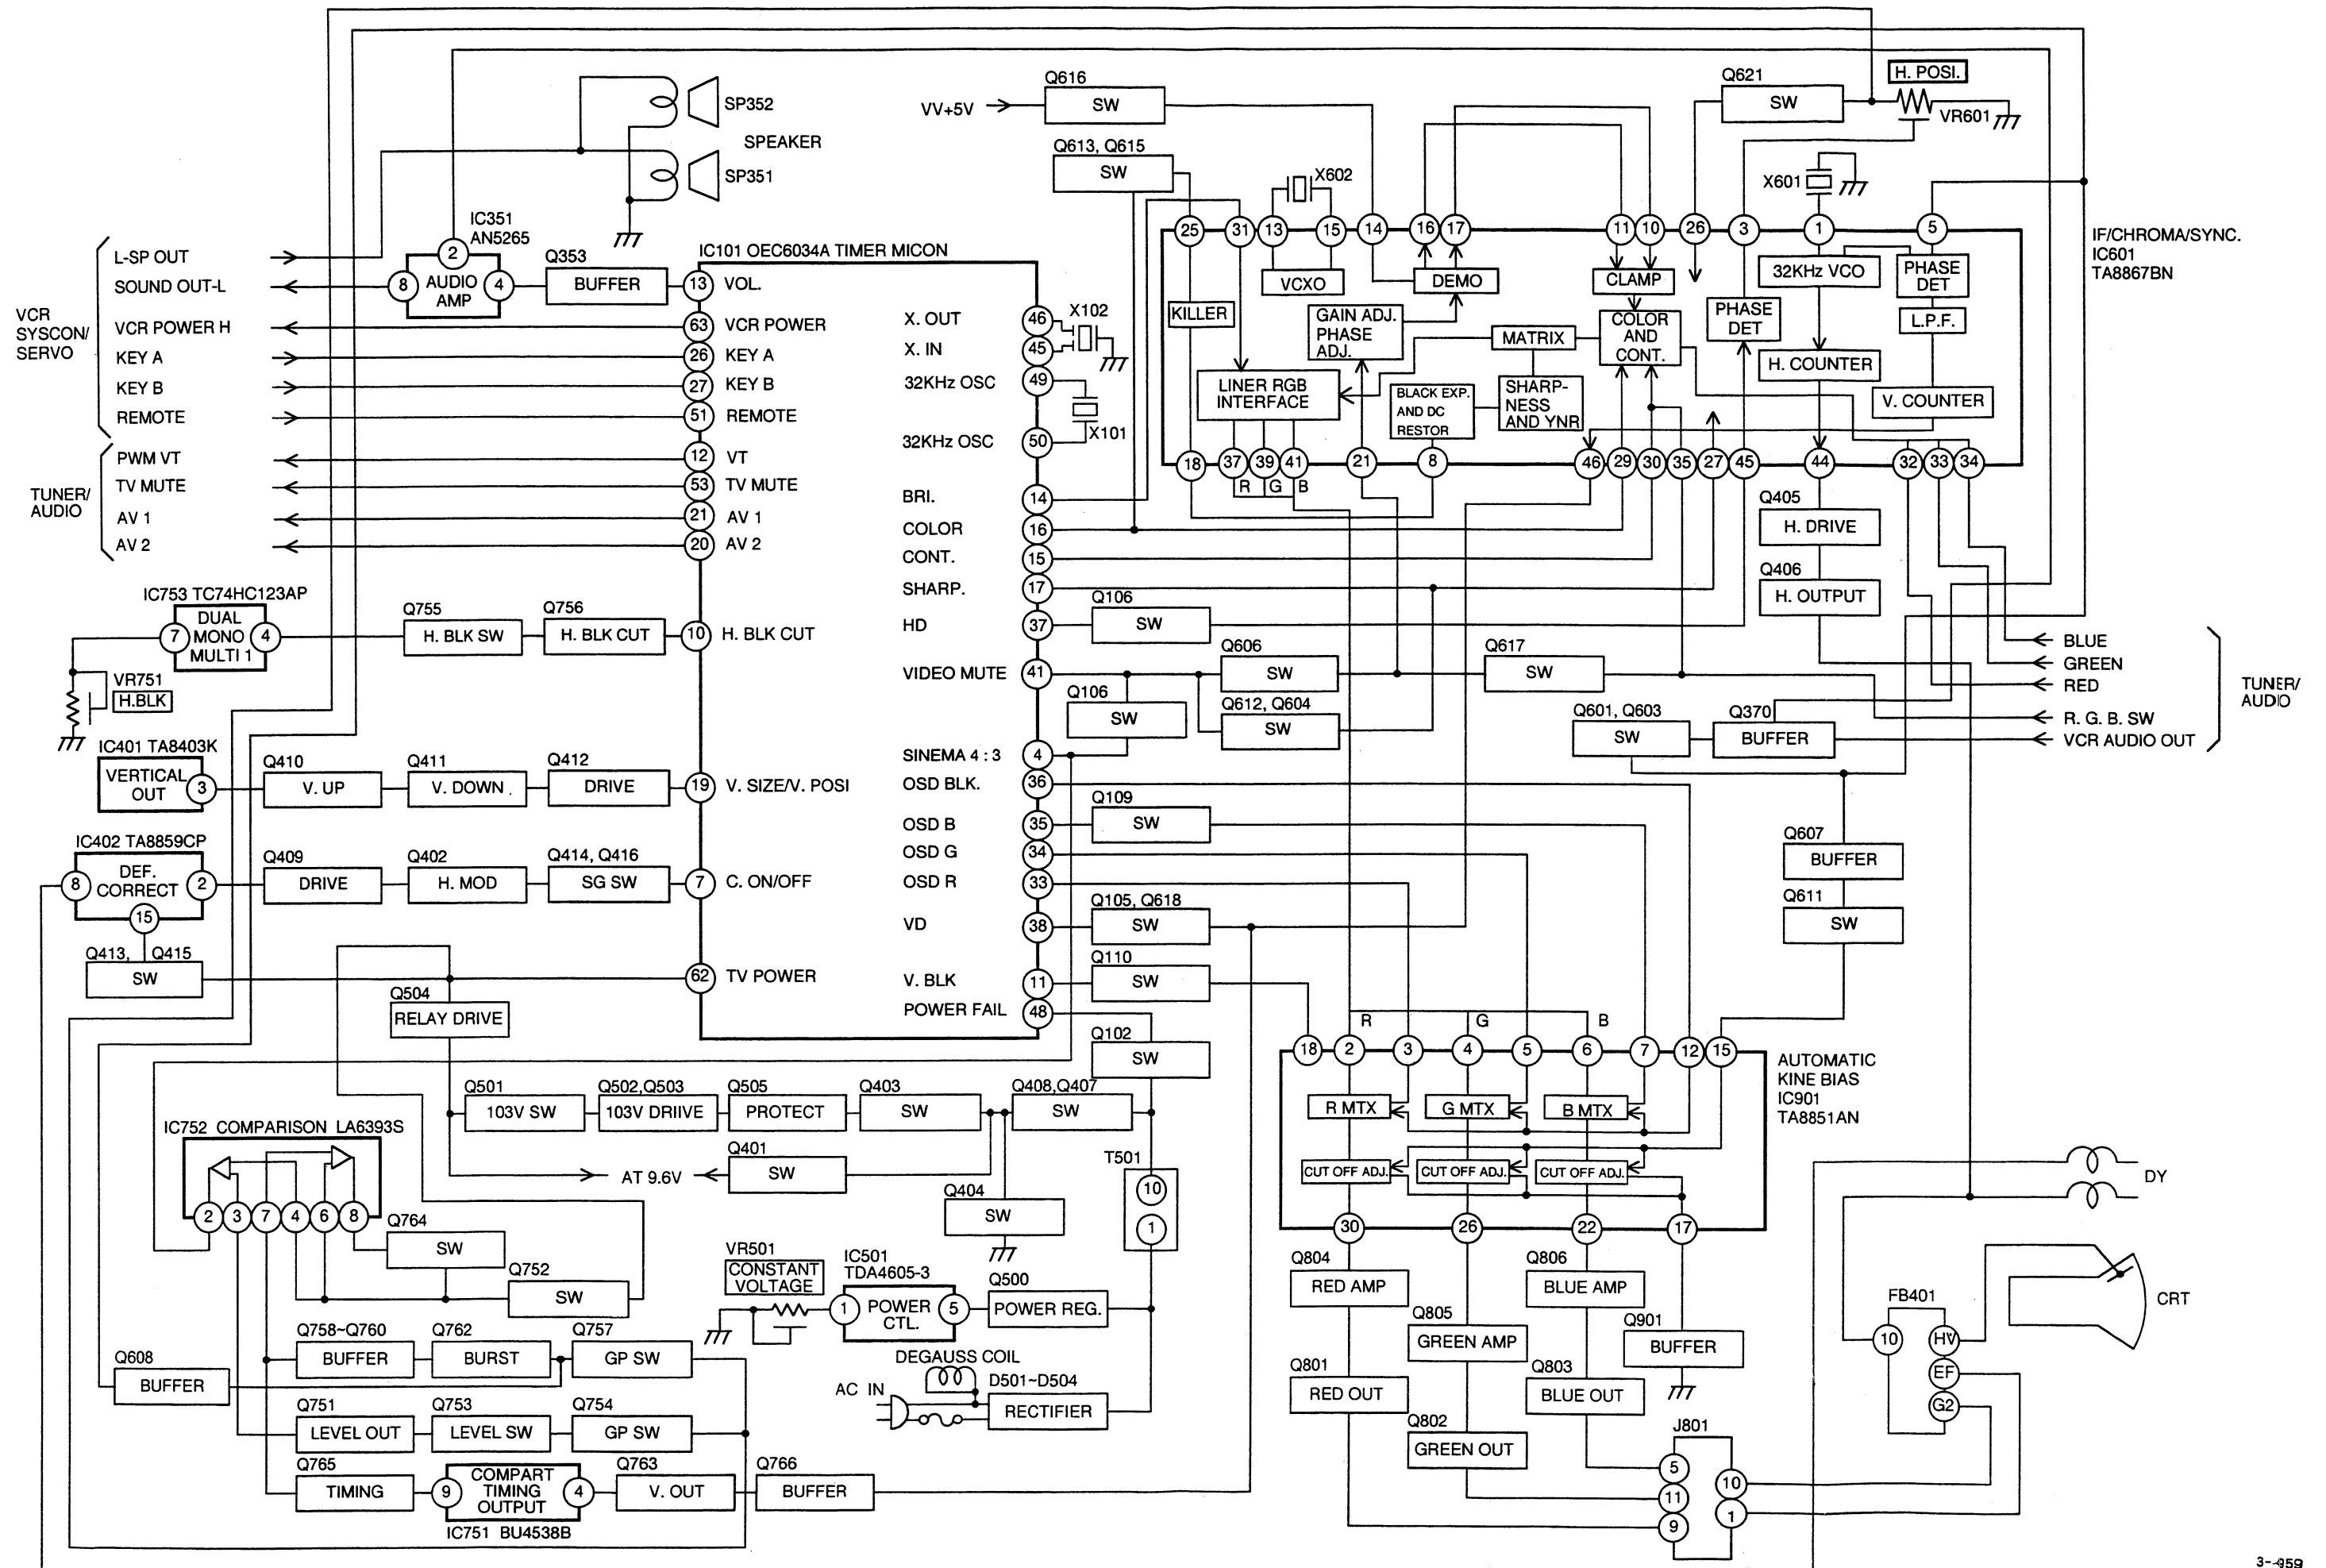 Q616
SW
VV+5V
Q621
SW
H. POSI.
VR601
SP352
SPEAKER
SP351
Q613, Q615
SW
X602
X601
IC351
AN5265
2
8
AUDIO
AMP
4
Q353
BUFFER
IC101 OEC6034A TIMER MICON
VCR
SYSCON/
SERVO
L-SP OUT
SOUND OUT-L
VCR POWER H
KEY A
KEY B
REMOTE
TUNER/
AUDIO
PWM VT
TV MUTE
AV 1
AV 2
13 VOL.
63 VCR POWER
26 KEY A
27 KEY B
51 REMOTE
12 VT
53 TV MUTE
21 AV 1
20 AV 2
10 H. BLK CUT
19 V. SIZE/V. POSI
7 C. ON/OFF
62 TV POWER
X. OUT 46
X. IN 45
X102
32KHz OSC 49
X101
32KHz OSC 50
BRI. 14
COLOR 16
CONT. 15
SHARP. 17
HD 37
VIDEO MUTE 41
SINEMA 4 : 3 4
OSD BLK. 36
OSD B 35
OSD G 34
OSD R 33
VD 38
V. BLK 11
POWER FAIL 48
25 31 13 15 14 16 17 11 10 26 3 1 5
IF/CHROMA/SYNC.
IC601
TA8867BN
KILLER
VCXO
DEMO
CLAMP
32KHz VCO
PHASE
DET
GAIN ADJ.
PHASE
ADJ.
PHASE
DET
L.P.F.
MATRIX
COLOR
AND
CONT.
H. COUNTER
LINER RGB
INTERFACE
BLACK EXP.
AND DC
RESTOR
SHARP-
NESS
AND YNR
V. COUNTER
18 37 39 41 21 8 46 29 30 35 27 45 44 32 33 34
R G B
Q405
H. DRIVE
Q406
H. OUTPUT
IC753 TC74HC123AP
7
DUAL
MONO
MULTI 1
4
Q755
H. BLK SW
Q756
H. BLK CUT
VR751
H.BLK
Q106
SW
Q606
SW
Q617
SW
Q106
SW
Q612, Q604
SW
Q601, Q603
SW
Q370
BUFFER
BLUE
GREEN
RED
R. G. B. SW
VCR AUDIO OUT
TUNER/
AUDIO
IC401 TA8403K
VERTICAL
OUT
3
Q410
V. UP
Q411
V. DOWN
Q412
DRIVE
Q109
SW
Q607
BUFFER
Q611
SW
IC402 TA8859CP
8
DEF.
CORRECT
2
15
Q409
DRIVE
Q402
H. MOD
Q414, Q416
SG SW
Q413, Q415
SW
Q105, Q618
SW
Q110
SW
Q504
RELAY DRIVE
Q102
SW
R G B
18 2 3 4 5 6 7 12 15
AUTOMATIC
KINE BIAS
IC901
TA8851AN
R MTX
G MTX
B MTX
CUT OFF ADJ.
CUT OFF ADJ.
CUT OFF ADJ.
30 26 22 17
Q501
103V SW
Q502,Q503
103V DRIIVE
Q505
PROTECT
Q403
SW
Q408,Q407
SW
AT 9.6V
Q401
SW
Q404
SW
T501
10
1
IC752 COMPARISON LA6393S
2 3 7 4 6 8
Q764
SW
Q752
SW
VR501
CONSTANT
VOLTAGE
IC501
TDA4605-3
1
POWER
CTL.
5
Q500
POWER REG.
DEGAUSS COIL
AC IN
D501~D504
RECTIFIER
Q758~Q760
BUFFER
Q762
BURST
Q757
GP SW
Q608
BUFFER
Q751
LEVEL OUT
Q753
LEVEL SW
Q754
GP SW
Q765
TIMING
9
COMPART
TIMING
OUTPUT
4
IC751 BU4538B
Q763
V. OUT
Q766
BUFFER
Q804
RED AMP
Q806
BLUE AMP
Q805
GREEN AMP
Q901
BUFFER
Q801
RED OUT
Q803
BLUE OUT
Q802
GREEN OUT
J801
5
11
9
10
1
DY
FB401
10
HV
EF
G2
CRT